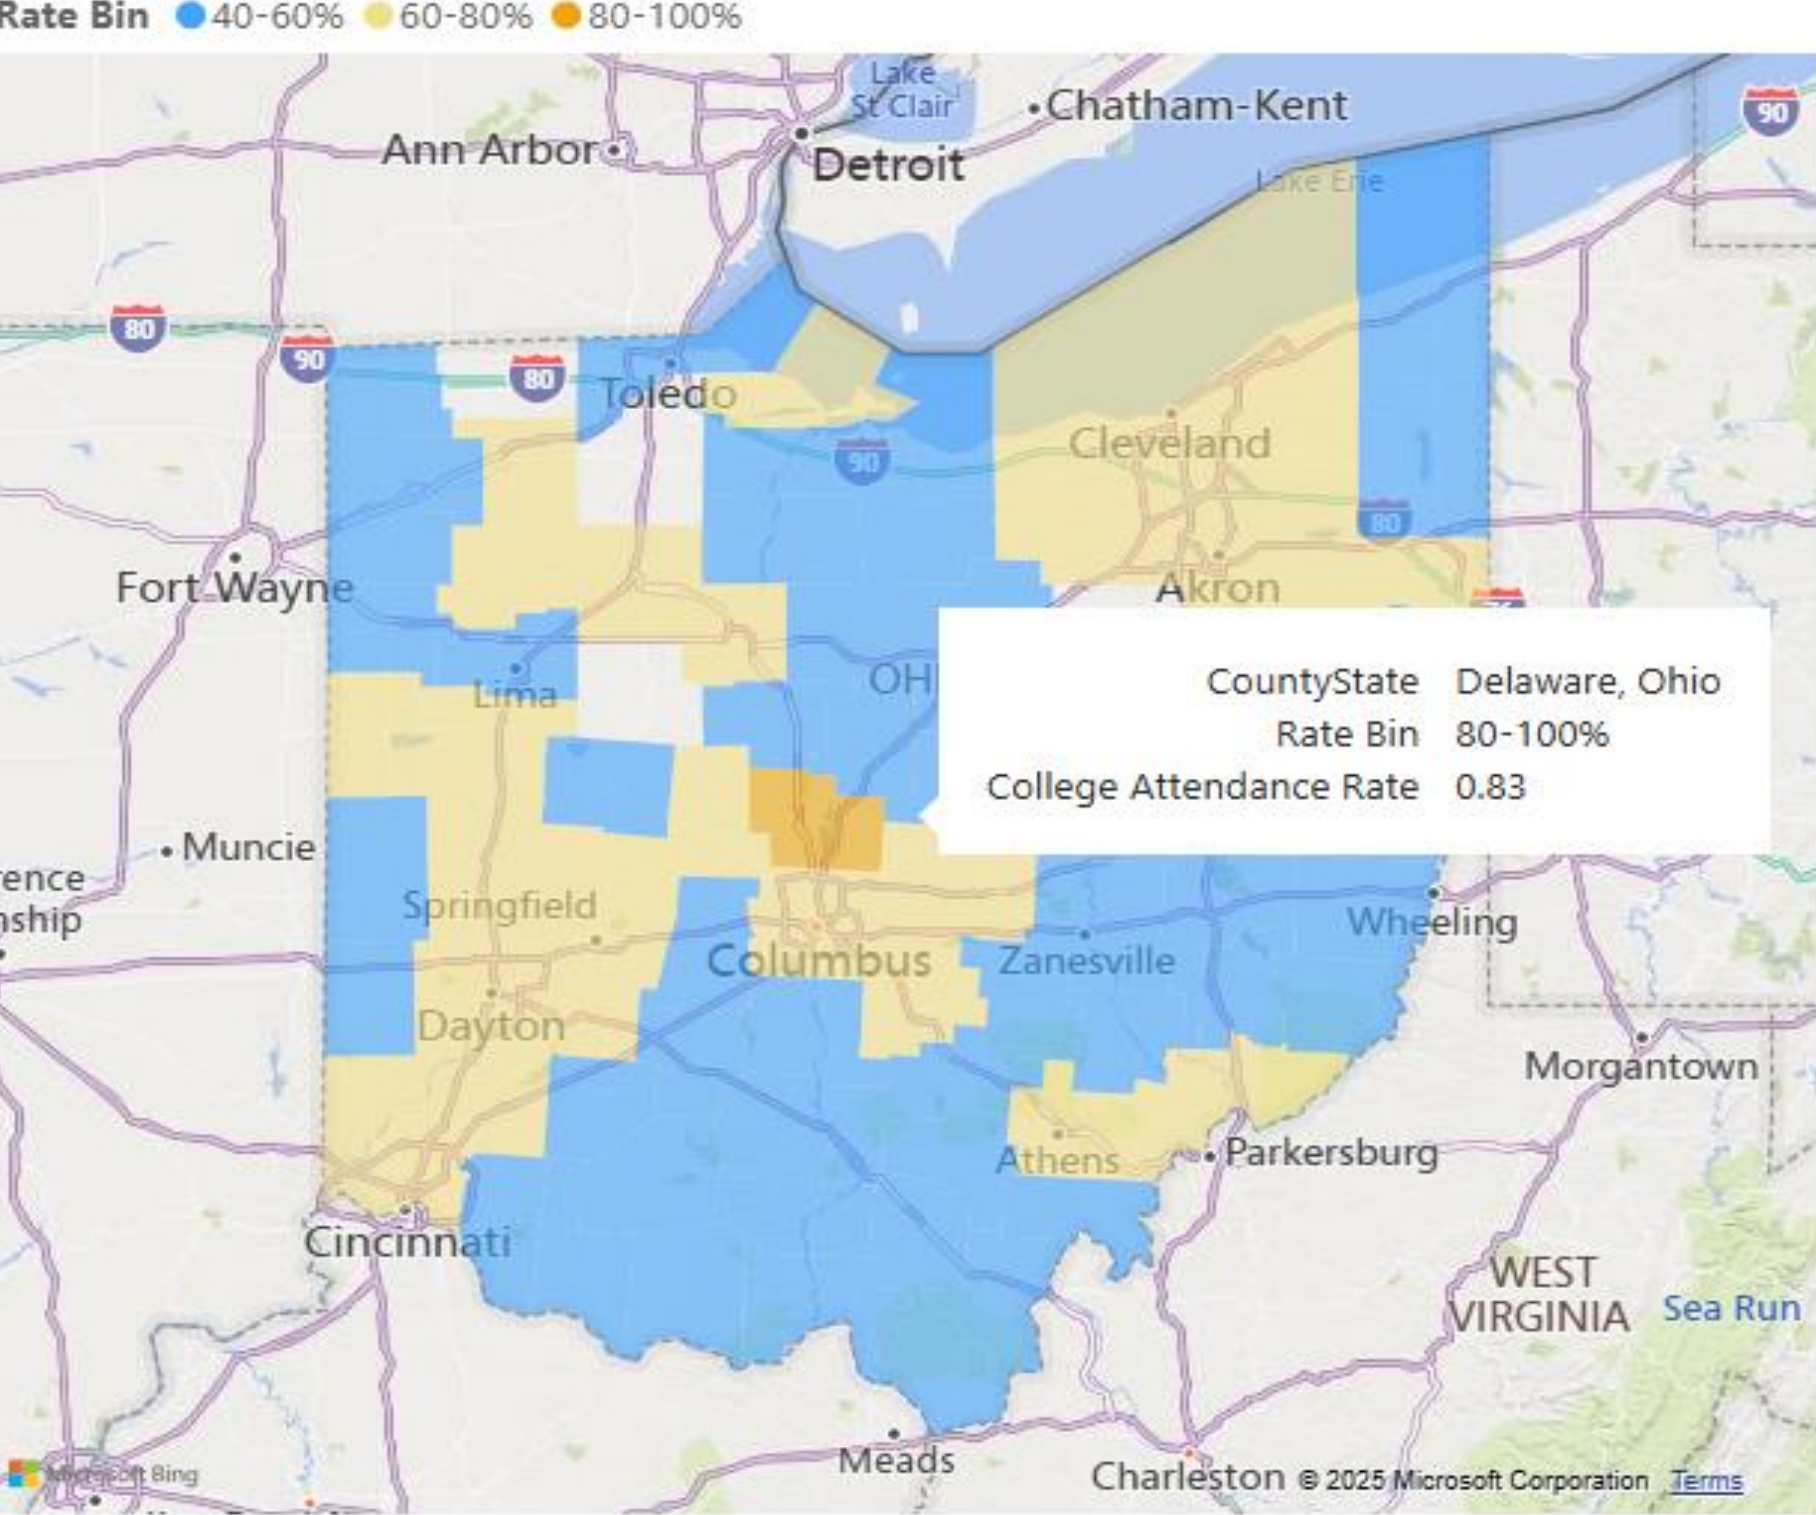 Rate Bin 40-60% 60-80% 80-100%
Lake
St Clair
Chatham-Kent
90
Ann Arbor
Detroit
Lake Erie
80
90
80
Toledo
90
Cleveland
80
Fort Wayne
Akron
OHI
Lima
CountyState Delaware, Ohio
Rate Bin 80-100%
College Attendance Rate 0.83
Muncie
rence
nship
Springfield
Wheeling
Columbus
Zanesville
Dayton
Morgantown
Athens
Parkersburg
Cincinnati
WEST
VIRGINIA
Sea Run
Meads
Microsoft Bing
Charleston
© 2025 Microsoft Corporation Terms